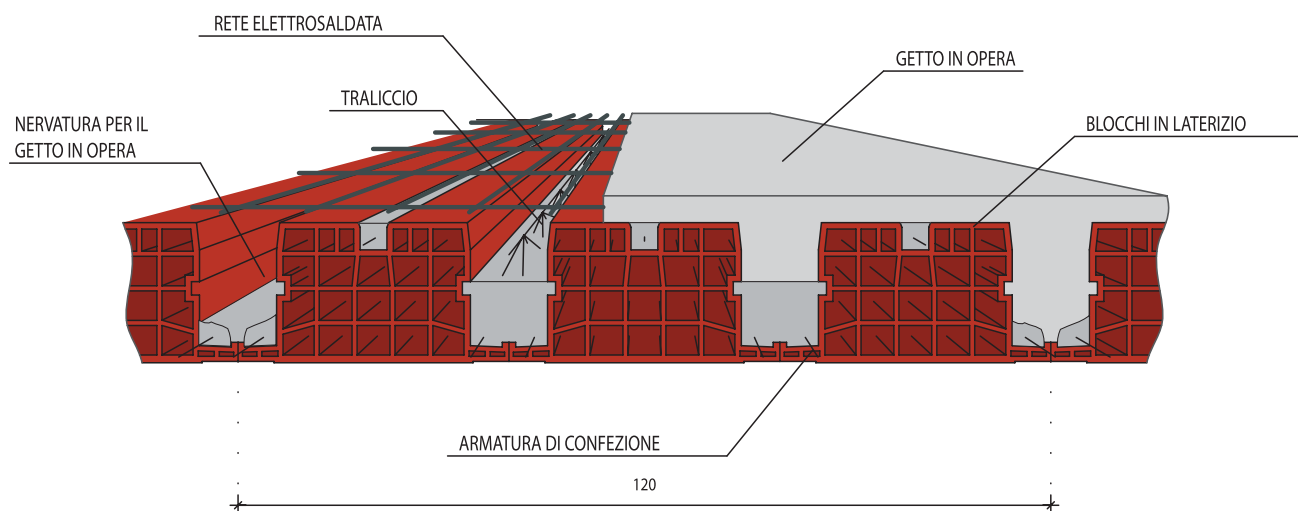 RETE ELETTROSALDATA
GETTO IN OPERA
TRALICCIO
NERVATURA PER IL
GETTO IN OPERA
BLOCCHI IN LATERIZIO
ARMATURA DI CONFEZIONE
120